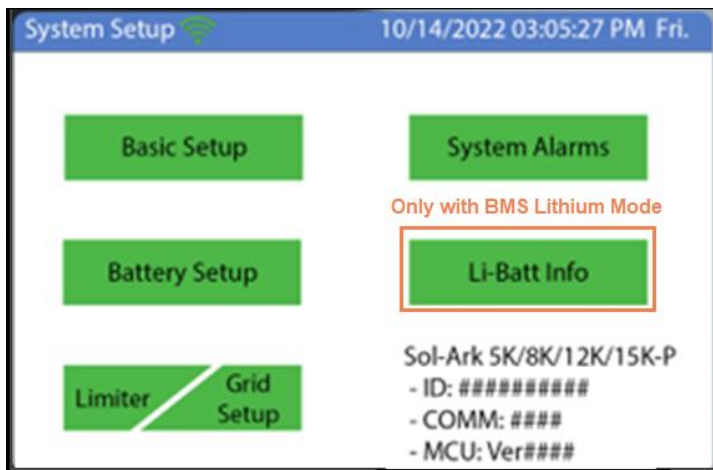 System Setup
10/14/2022 03:05:27 PM Fri.
Basic Setup
System Alarms
Only with BMS Lithium Mode
Battery Setup
Li-Batt Info
Limiter
Grid
Setup
Sol-Ark 5K/8K/12K/15K-P
- ID: ##########
- COMM: ####
- MCU: Ver####